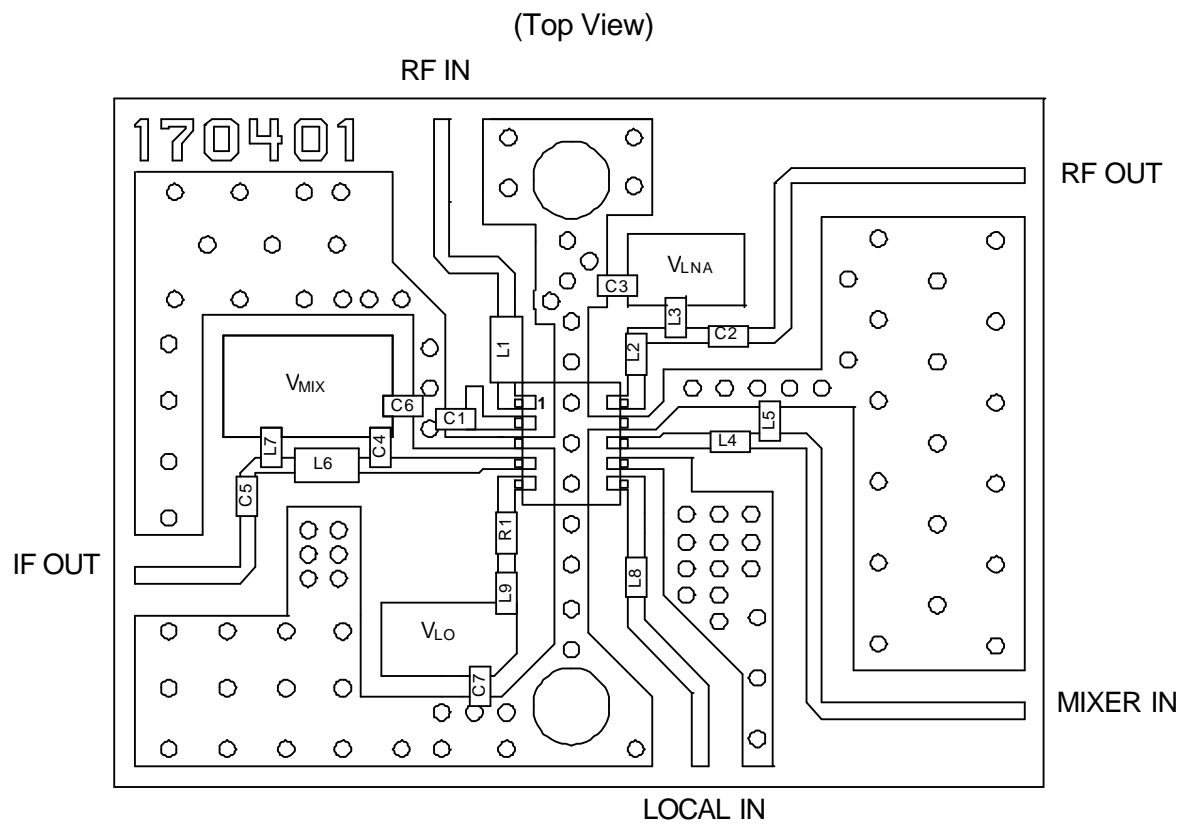 (Top View)
RF IN
170401
RF OUT
VLNA
C3
L3
C2
L1
L2
VMIX
C6
C1
1
L5
L4
L7
C4
L6
C5
R1
IF OUT
L9
L8
VLO
C7
MIXER IN
LOCAL IN